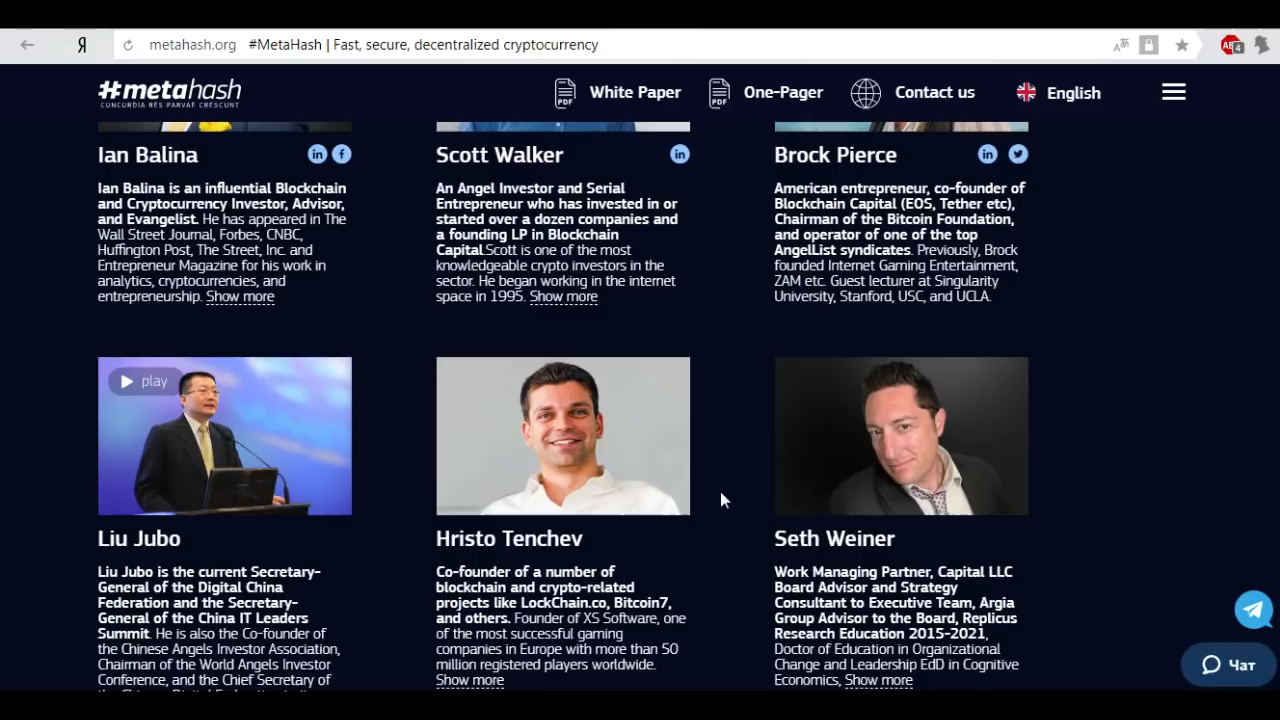 Я
metahash.org #MetaHash | Fast, secure, decentralized cryptocurrency
4
#metahash
CONCORDIA RES PARVAE CRESCUNT
PDF White Paper
PDF One-Pager
Contact us
English
Ian Balina
in f
Ian Balina is an influential Blockchain
and Cryptocurrency Investor, Advisor,
and Evangelist. He has appeared in The
Wall Street Journal, Forbes, CNBC,
Huffington Post, The Street, Inc. and
Entrepreneur Magazine for his work in
analytics, cryptocurrencies, and
entrepreneurship. Show more
Scott Walker
in
An Angel Investor and Serial
Entrepreneur who has invested in or
started over a dozen companies and
a founding LP in Blockchain
Capital.Scott is one of the most
knowledgeable crypto investors in the
sector. He began working in the internet
space in 1995. Show more
Brock Pierce
in
American entrepreneur, co-founder of
Blockchain Capital (EOS, Tether etc),
Chairman of the Bitcoin Foundation,
and operator of one of the top
AngelList syndicates. Previously, Brock
founded Internet Gaming Entertainment,
ZAM etc. Guest lecturer at Singularity
University, Stanford, USC, and UCLA.
play
Liu Jubo
Liu Jubo is the current Secretary-
General of the Digital China
Federation and the Secretary-
General of the China IT Leaders
Summit. He is also the Co-founder of
the Chinese Angels Investor Association,
Chairman of the World Angels Investor
Conference, and the Chief Secretary of
Hristo Tenchev
Co-founder of a number of
blockchain and crypto-related
projects like LockChain.co, Bitcoin7,
and others. Founder of XS Software, one
of the most successful gaming
companies in Europe with more than 50
million registered players worldwide.
Show more
Seth Weiner
Work Managing Partner, Capital LLC
Board Advisor and Strategy
Consultant to Executive Team, Argia
Group Advisor to the Board, Replicus
Research Education 2015-2021,
Doctor of Education in Organizational
Change and Leadership EdD in Cognitive
Economics, Show more
Чат